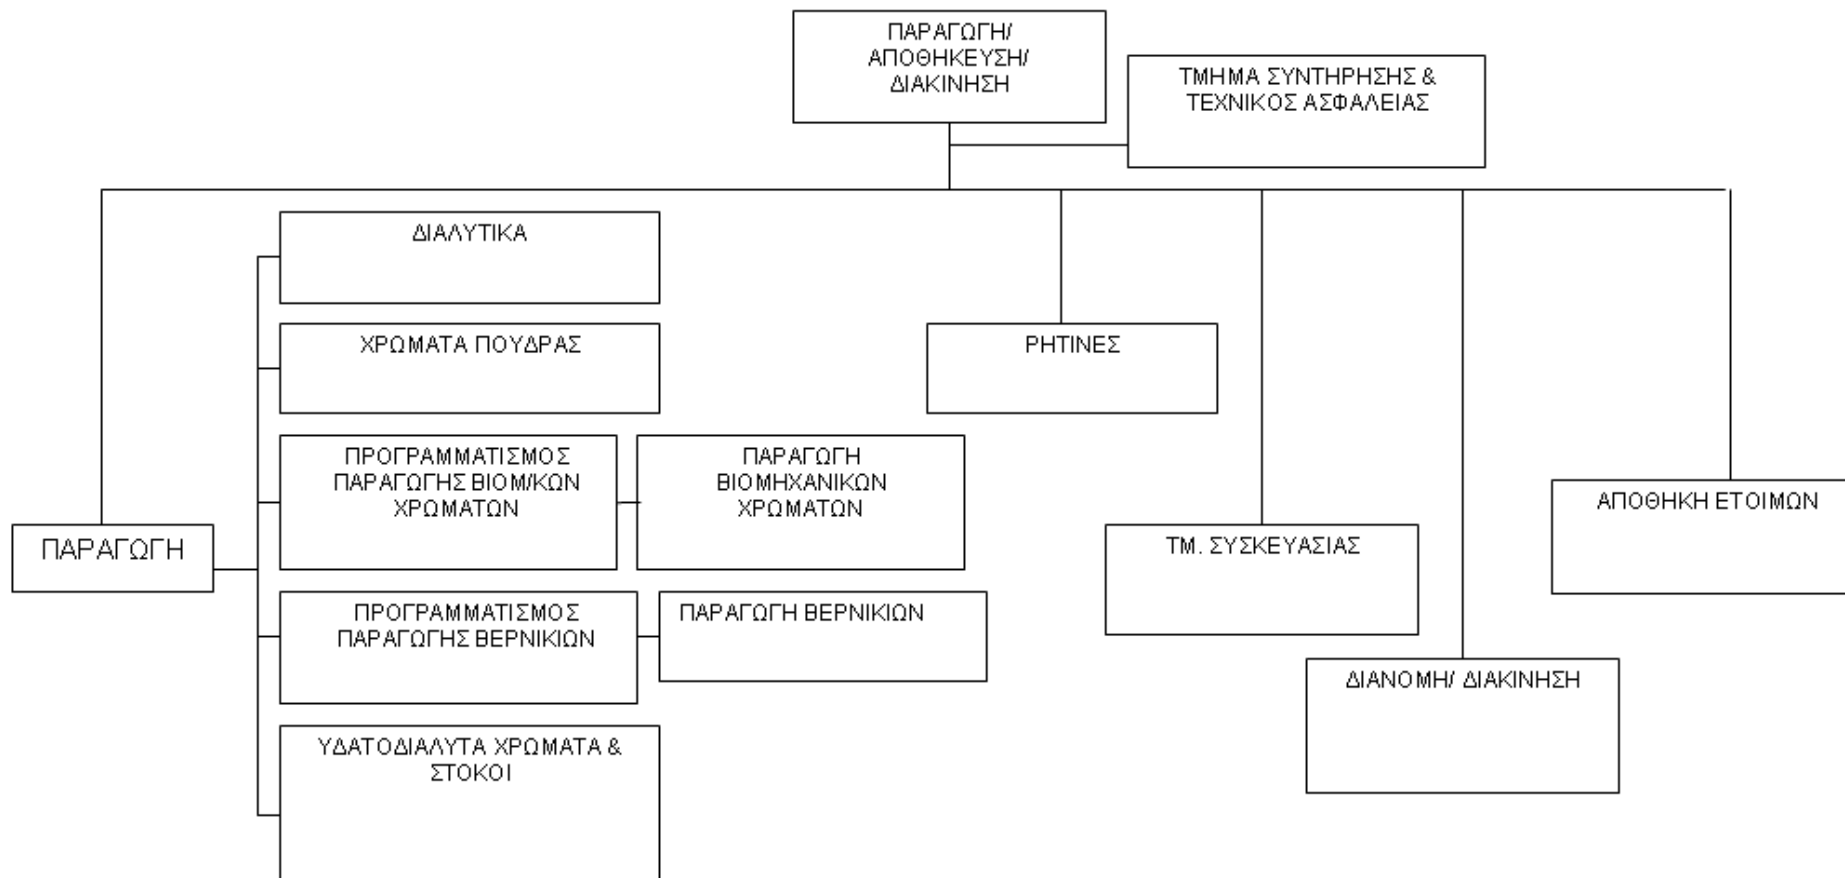 ΠΑΡΑΓΩΓΗ/
ΑΠΟΘΗΚΕΥΣΗ/
ΔΙΑΚΙΝΗΣΗ
ΤΜΗΜΑ ΣΥΝΤΗΡΗΣΗΣ &
ΤΕΧΝΙΚΟΣ ΑΣΦΑΛΕΙΑΣ
ΔΙΑΛΥΤΙΚΑ
ΧΡΩΜΑΤΑ ΠΟΥΔΡΑΣ
ΡΗΤΙΝΕΣ
ΠΡΟΓΡΑΜΜΑΤΙΣΜΟΣ
ΠΑΡΑΓΩΓΗΣ ΒΙΟΜ/ΚΩΝ
ΧΡΩΜΑΤΩΝ
ΠΑΡΑΓΩΓΗ
ΒΙΟΜΗΧΑΝΙΚΩΝ
ΧΡΩΜΑΤΩΝ
ΑΠΟΘΗΚΗ ΕΤΟΙΜΩΝ
ΠΑΡΑΓΩΓΗ
ΤΜ. ΣΥΣΚΕΥΑΣΙΑΣ
ΠΡΟΓΡΑΜΜΑΤΙΣΜΟΣ
ΠΑΡΑΓΩΓΗΣ ΒΕΡΝΙΚΙΩΝ
ΠΑΡΑΓΩΓΗ ΒΕΡΝΙΚΙΩΝ
ΔΙΑΝΟΜΗ/ ΔΙΑΚΙΝΗΣΗ
ΥΔΑΤΟΔΙΑΛΥΤΑ ΧΡΩΜΑΤΑ &
ΣΤΟΚΟΙ